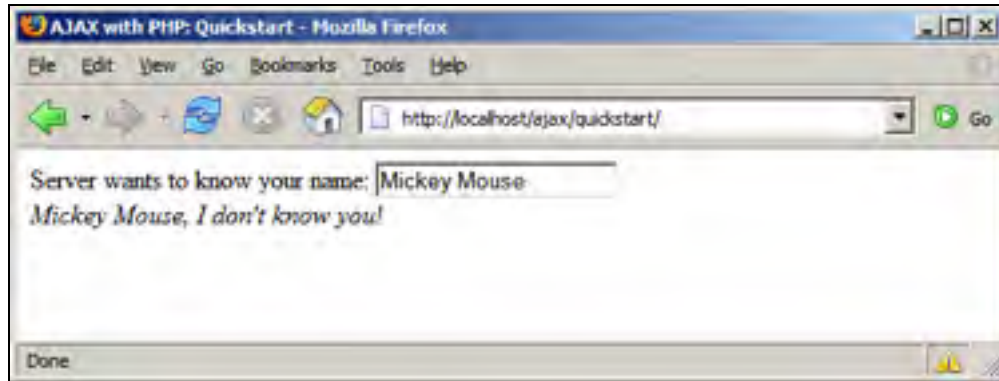 AJAX with PHP: Quickstart - Mozilla Firefox
File Edit View Go Bookmarks Tools Help
http://localhost/ajax/quickstart/ Go
Server wants to know your name: Mickey Mouse
Mickey Mouse, I don't know you!
Done